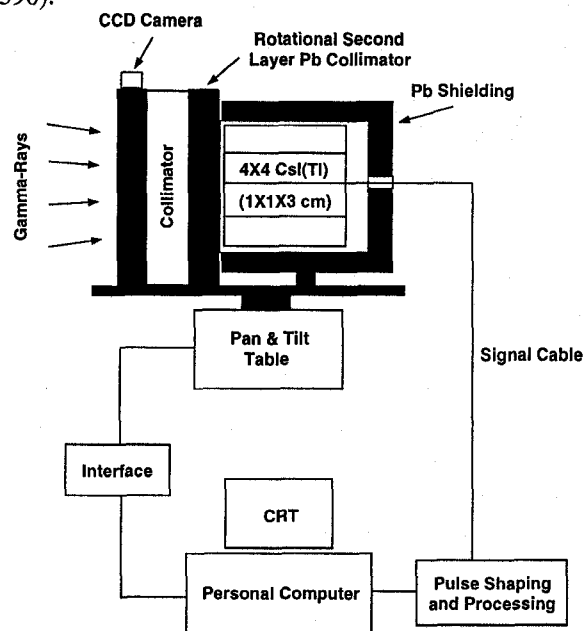 390).
CCD Camera
Rotational Second
Layer Pb Collimator
Pb Shielding
Gamma-Rays
Collimator
4X4 CsI(Tl)
(1X1X3 cm)
Pan & Tilt
Table
Signal Cable
Interface
CRT
Personal Computer
Pulse Shaping
and Processing